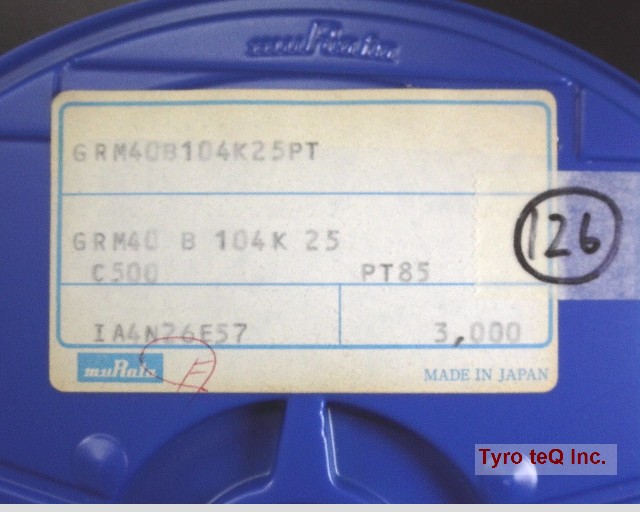 muRata
GRM40B104K25PT
GRM40 B 104K 25
C500 PT85
IA4N26E57 3,000
muRata
MADE IN JAPAN
126
Tyro teQ Inc.